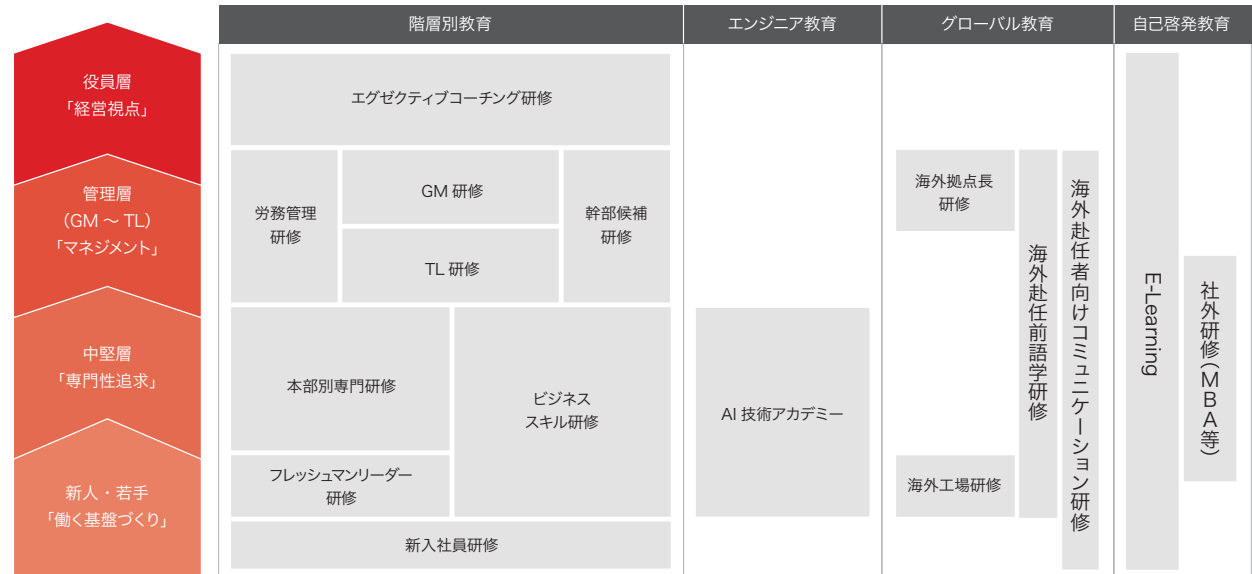 階層別教育
エンジニア教育
グローバル教育
自己啓発教育
役員層
「経営視点」
管理層
(GM ～ TL)
「マネジメント」
中堅層
「専門性追求」
新人・若手
「働く基盤づくり」
エグゼクティブコーチング研修
労務管理
研修
GM 研修
TL 研修
幹部候補
研修
本部別専門研修
ビジネス
スキル研修
フレッシュマンリーダー
研修
新入社員研修
AI 技術アカデミー
海外拠点長
研修
海外工場研修
海外赴任前語学研修
海外赴任者向けコミュニケーション研修
E-Learning
社外研修(MBA等)